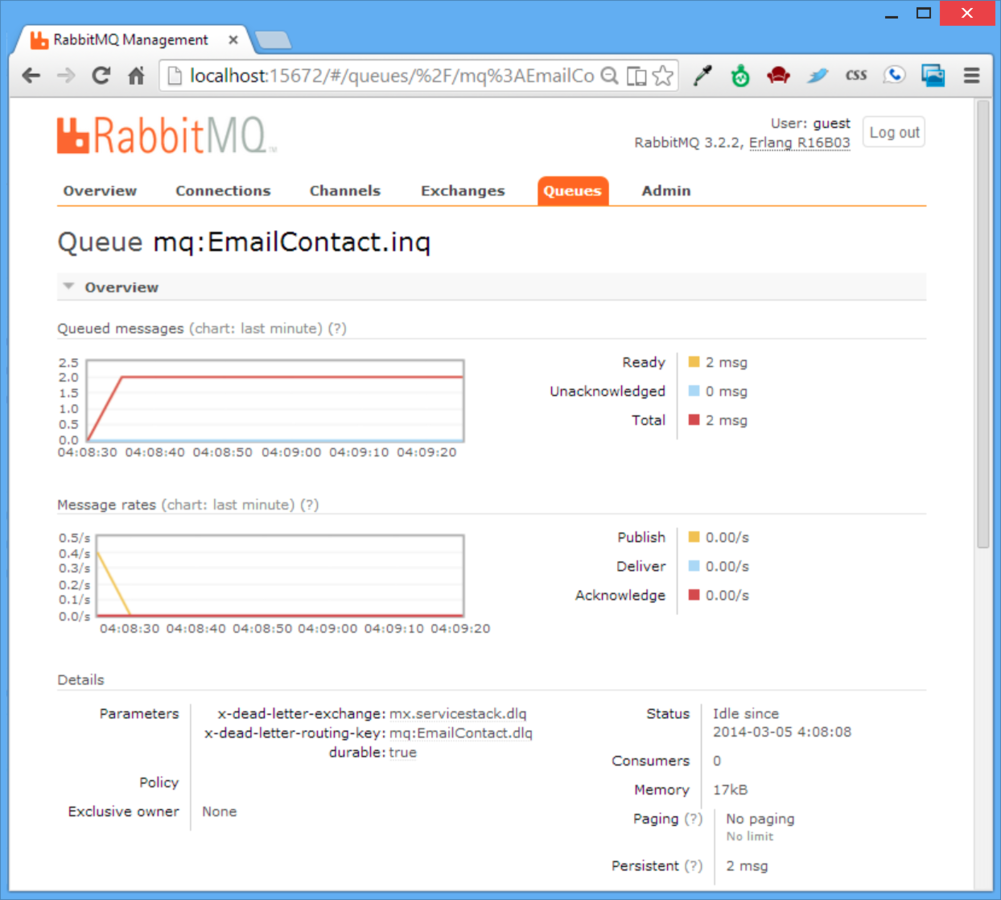 RabbitMQ Management
localhost:15672/#/queues/%2F/mq%3AEmailCo
CSS
RabbitMQ™
User: guest
RabbitMQ 3.2.2, Erlang R16B03
Log out
Overview Connections Channels Exchanges Queues Admin
Queue mq:EmailContact.inq
Overview
Queued messages (chart: last minute) (?)
2.5
2.0
1.5
1.0
0.5
0.0
04:08:30 04:08:40 04:08:50 04:09:00 04:09:10 04:09:20
Ready 2 msg
Unacknowledged 0 msg
Total 2 msg
Message rates (chart: last minute) (?)
0.5/s
0.4/s
0.3/s
0.2/s
0.1/s
0.0/s
04:08:30 04:08:40 04:08:50 04:09:00 04:09:10 04:09:20
Publish 0.00/s
Deliver 0.00/s
Acknowledge 0.00/s
Details
Parameters x-dead-letter-exchange: mx.servicestack.dlq
x-dead-letter-routing-key: mq:EmailContact.dlq
durable: true
Policy
Exclusive owner None
Status Idle since
2014-03-05 4:08:08
Consumers 0
Memory 17kB
Paging (?) No paging
No limit
Persistent (?) 2 msg